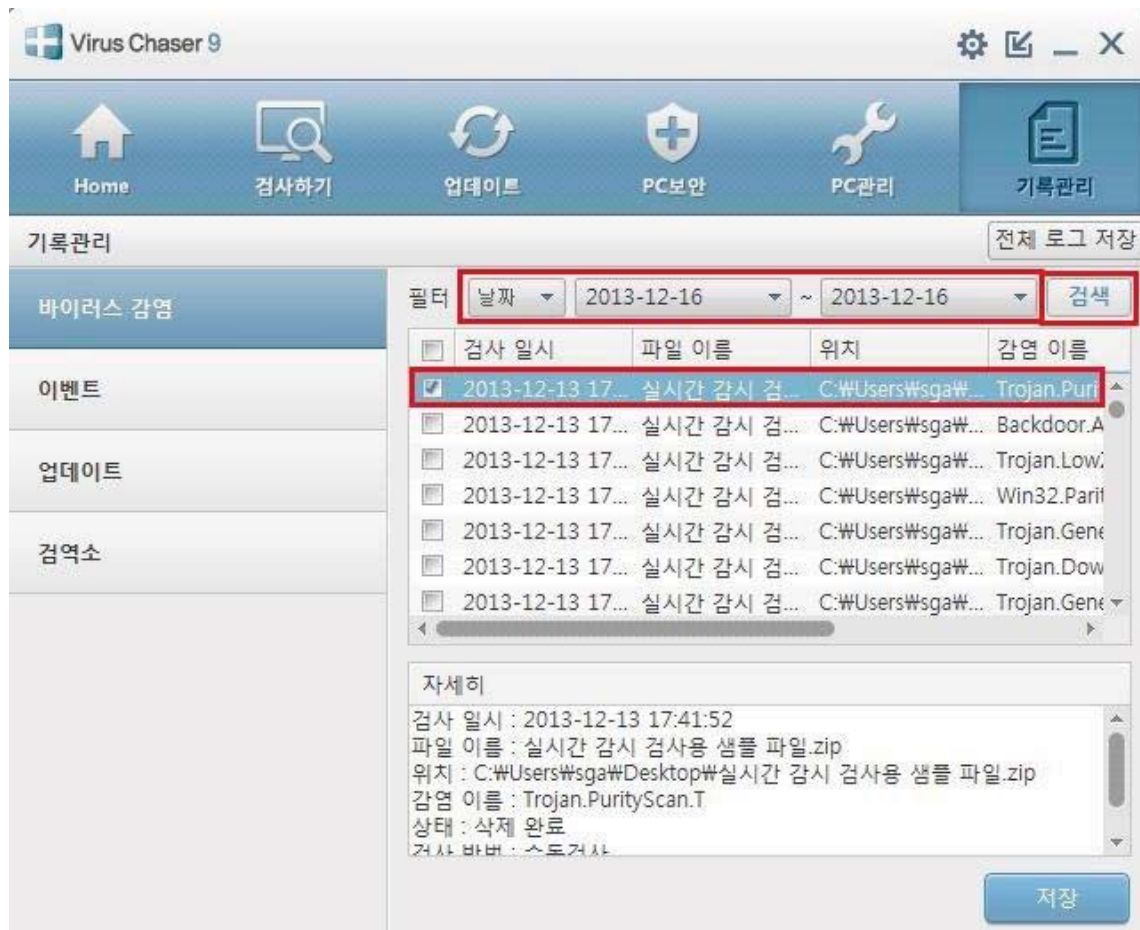 Virus Chaser 9
Home 검사하기 업데이트 PC보안 PC관리 기록관리
기록관리 전체 로그 저장
바이러스 감염
이벤트
업데이트
검역소
필터 날짜 2013-12-16 ~ 2013-12-16 검색
검사 일시 파일 이름 위치 감염 이름
2013-12-13 17... 실시간 감시 검... C:₩Users₩sga₩... Trojan.Puri
2013-12-13 17... 실시간 감시 검... C:₩Users₩sga₩... Backdoor.A
2013-12-13 17... 실시간 감시 검... C:₩Users₩sga₩... Trojan.Low
2013-12-13 17... 실시간 감시 검... C:₩Users₩sga₩... Win32.Parit
2013-12-13 17... 실시간 감시 검... C:₩Users₩sga₩... Trojan.Gene
2013-12-13 17... 실시간 감시 검... C:₩Users₩sga₩... Trojan.Dow
2013-12-13 17... 실시간 감시 검... C:₩Users₩sga₩... Trojan.Gene
자세히
검사 일시 : 2013-12-13 17:41:52
파일 이름 : 실시간 감시 검사용 샘플 파일.zip
위치 : C:₩Users₩sga₩Desktop₩실시간 감시 검사용 샘플 파일.zip
감염 이름 : Trojan.PurityScan.T
상태 : 삭제 완료
검사 방법 : 수동검사
저장